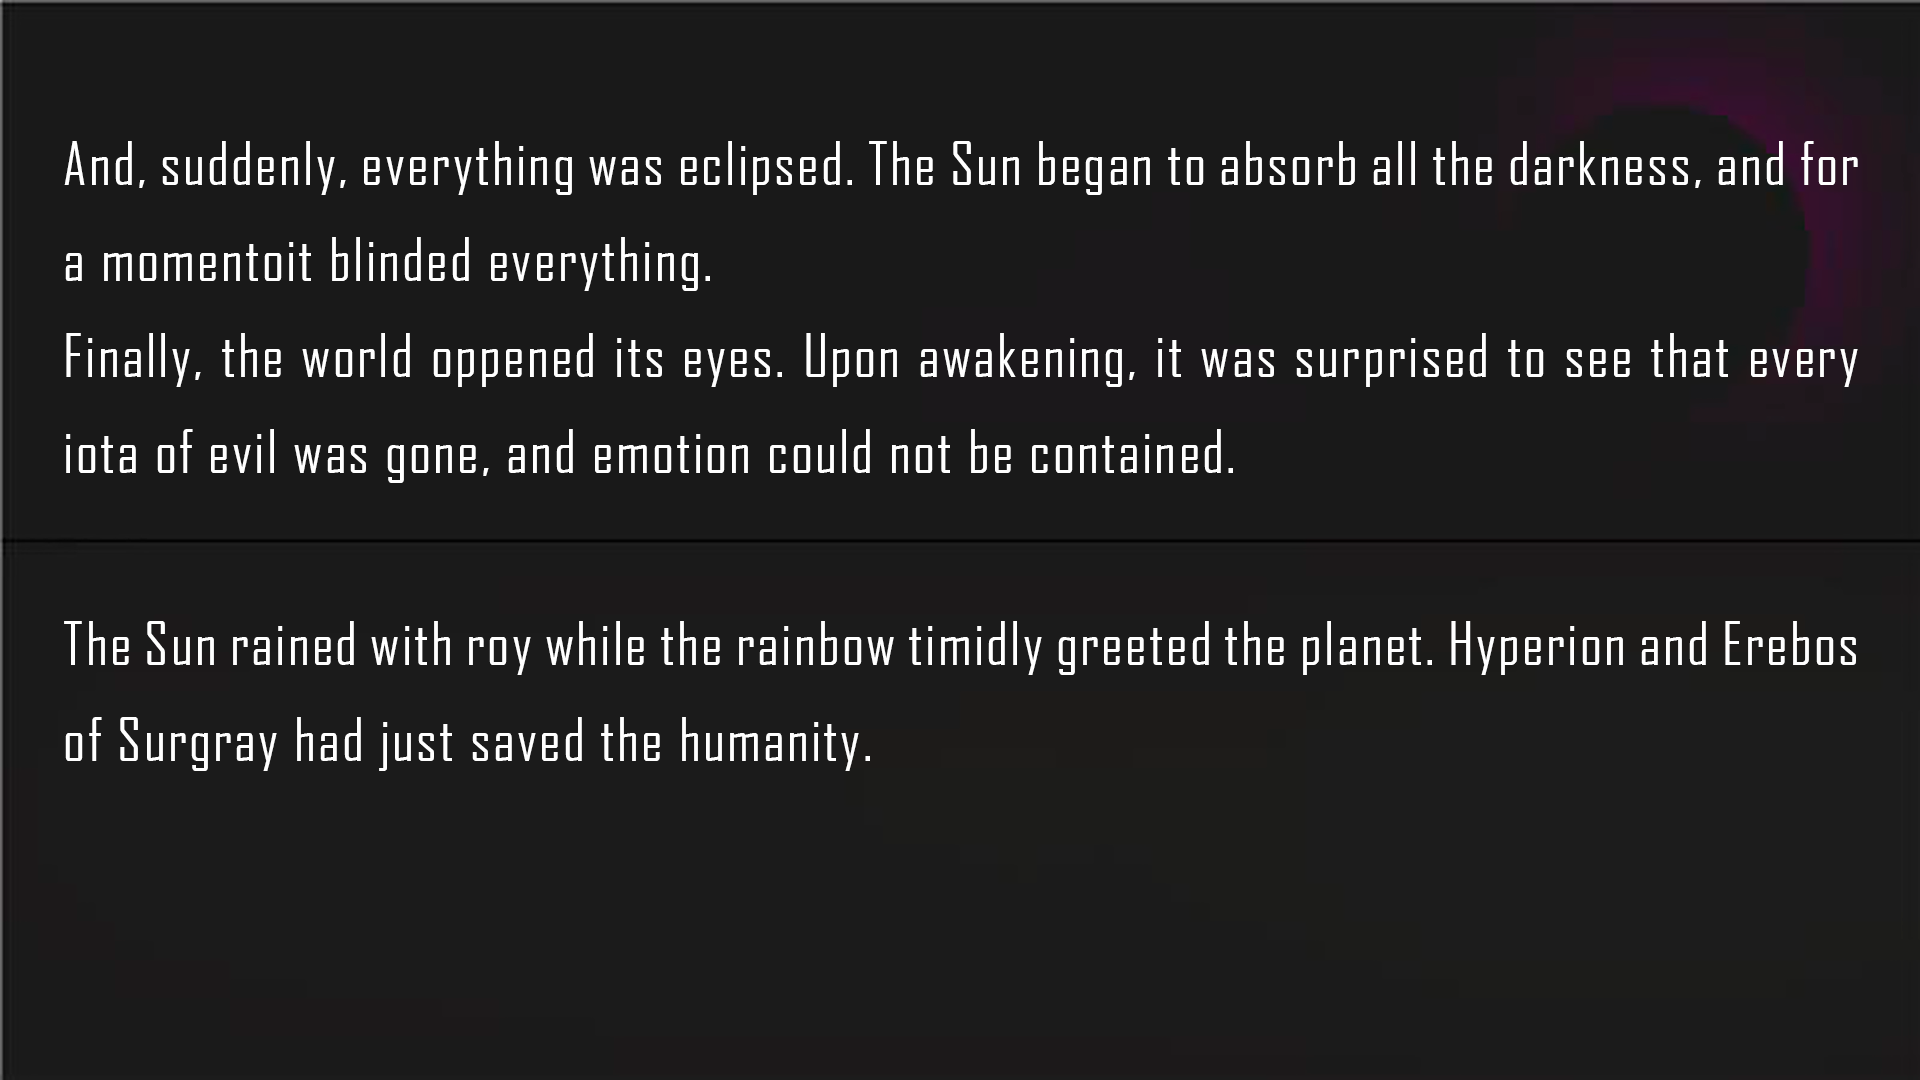 And, suddenly, everything was eclipsed. The Sun began to absorb all the darkness, and for
a momentoit blinded everything.
Finally, the world oppened its eyes. Upon awakening, it was surprised to see that every
iota of evil was gone, and emotion could not be contained.
The Sun rained with roy while the rainbow timidly greeted the planet. Hyperion and Erebos
of Surgray had just saved the humanity.